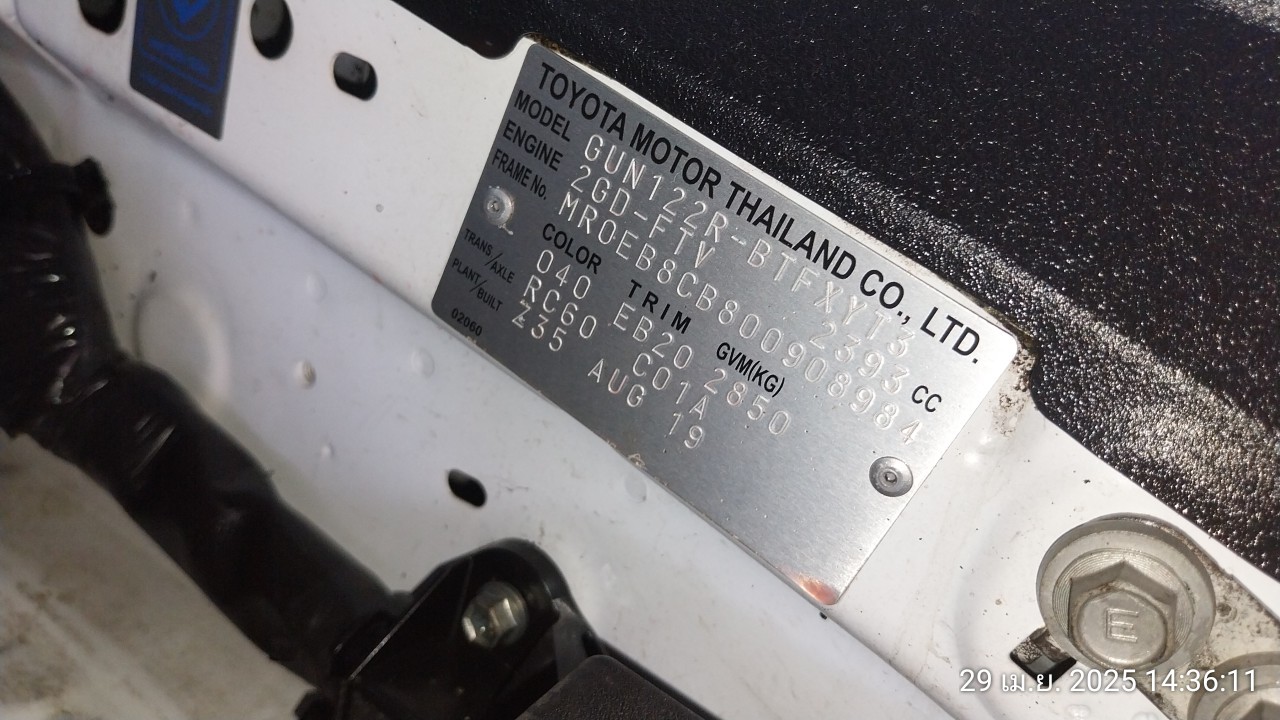 TOYOTA MOTOR THAILAND CO., LTD.
MODEL GUN122R-BTFXYT3
ENGINE 2GD-FTV 2393 CC
FRAME No. MR0EB8CB800908984
COLOR TRIM GVM(KG)
040 EB20 2850
TRANS/AXLE RC60 C01A
PLANT/BUILT Z35 AUG 19
02060
E
29 เม.ย. 2025 14:36:11